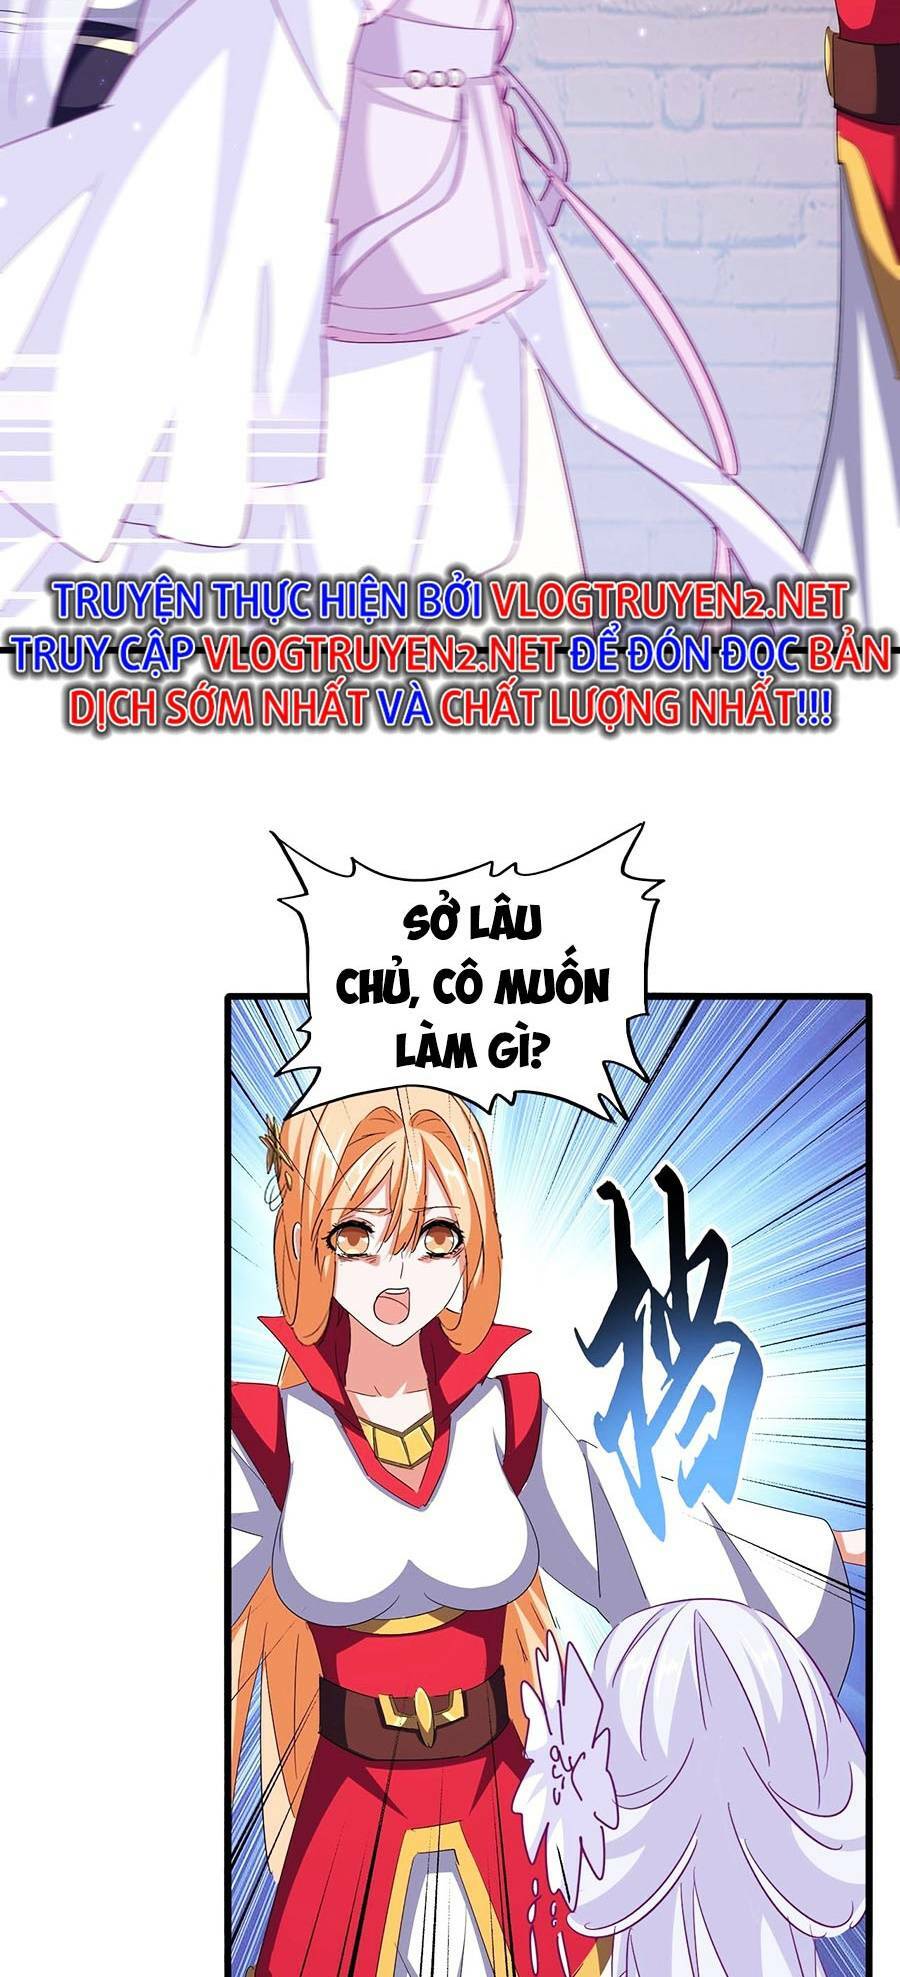 TRUYỆN THỰC HIỆN BỞI VLOGTRUYEN2.NET
TRUY CẬP VLOGTRUYEN2.NET ĐỂ ĐÓN ĐỌC BẢN
DỊCH SỚM NHẤT VÀ CHẤT LƯỢNG NHẤT!!!
SỞ LÂU
CHỦ, CÔ MUỐN
LÀM GÌ?
挡